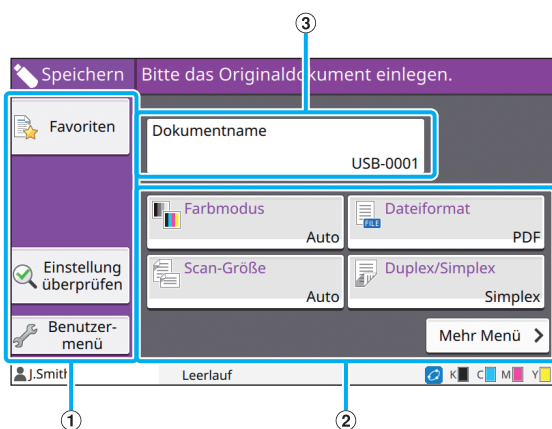 ③
Speichern
Bitte das Originaldokument einlegen.
Favoriten
Dokumentname
USB-0001
Farbmodus
Auto
Dateiformat
FILE
PDF
Einstellung
überprüfen
Scan-Größe
Auto
Duplex/Simplex
Simplex
Benutzer-
menü
Mehr Menü
J.Smith
Leerlauf
K C M Y
① ②